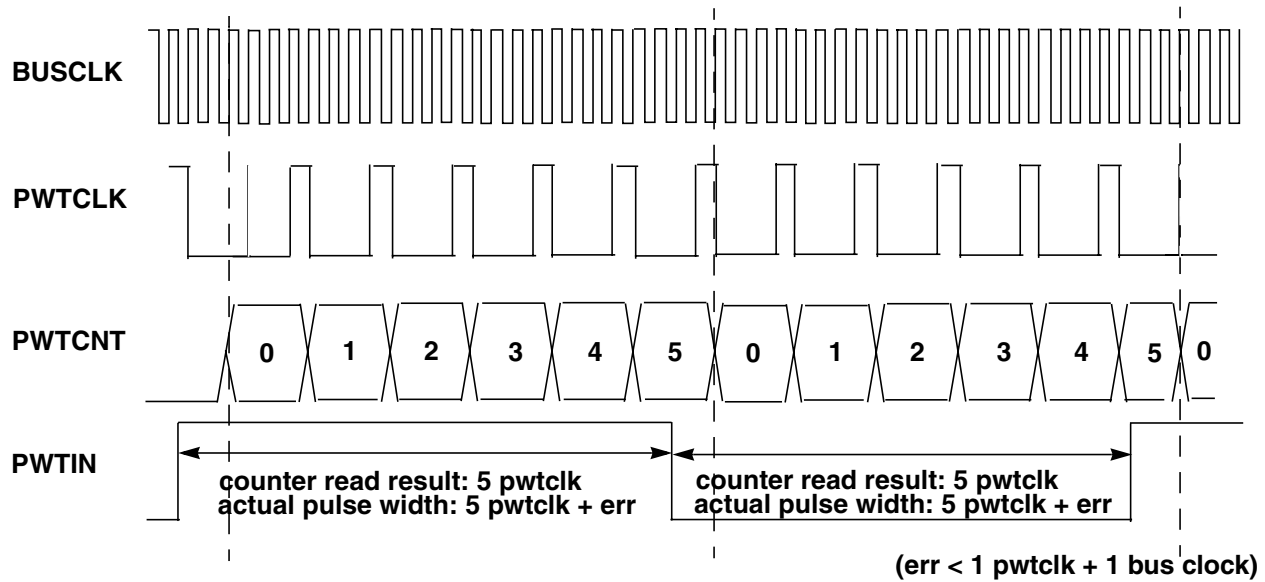 BUSCLK
PWTCLK
PWTCNT
0 1 2 3 4 5 0 1 2 3 4 5 0
PWTIN
counter read result: 5 pwtclk
actual pulse width: 5 pwtclk + err
counter read result: 5 pwtclk
actual pulse width: 5 pwtclk + err
(err < 1 pwtclk + 1 bus clock)